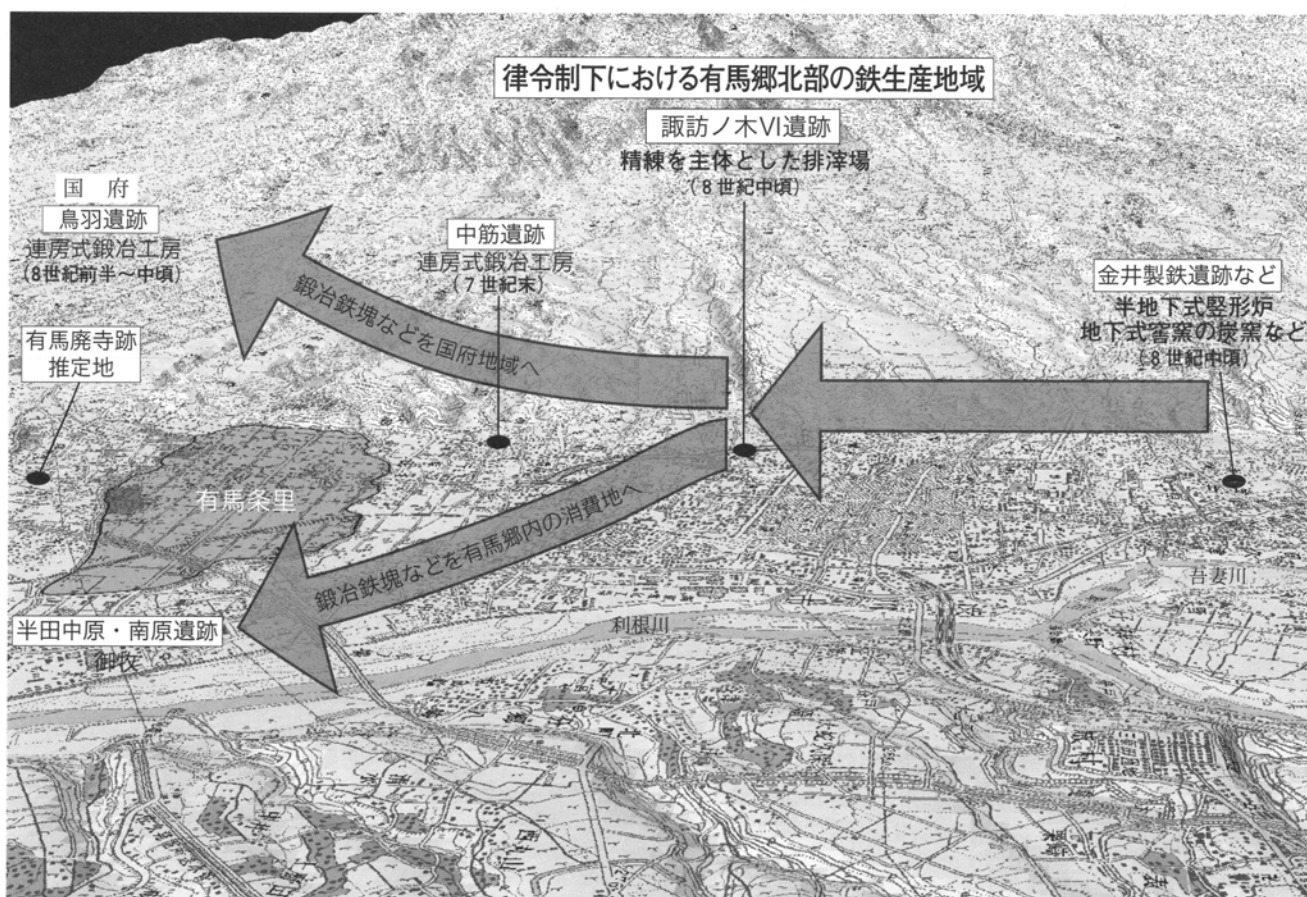 律令制下における有馬郷北部の鉄生産地域
諏訪ノ木VI遺跡
精練を主体とした排滓場
(8世紀中頃)
国 府
鳥羽遺跡
連房式鍛冶工房
(8世紀前半〜中頃)
中筋遺跡
連房式鍛冶工房
(7世紀末)
金井製鉄遺跡など
半地下式竪形炉
地下式窖窯の炭窯など
(8世紀中頃)
有馬廃寺跡
推定地
鍛冶鉄塊などを国府地域へ
有馬条里
鍛冶鉄塊などを有馬郷内の消費地へ
吾妻川
利根川
半田中原・南原遺跡
御牧